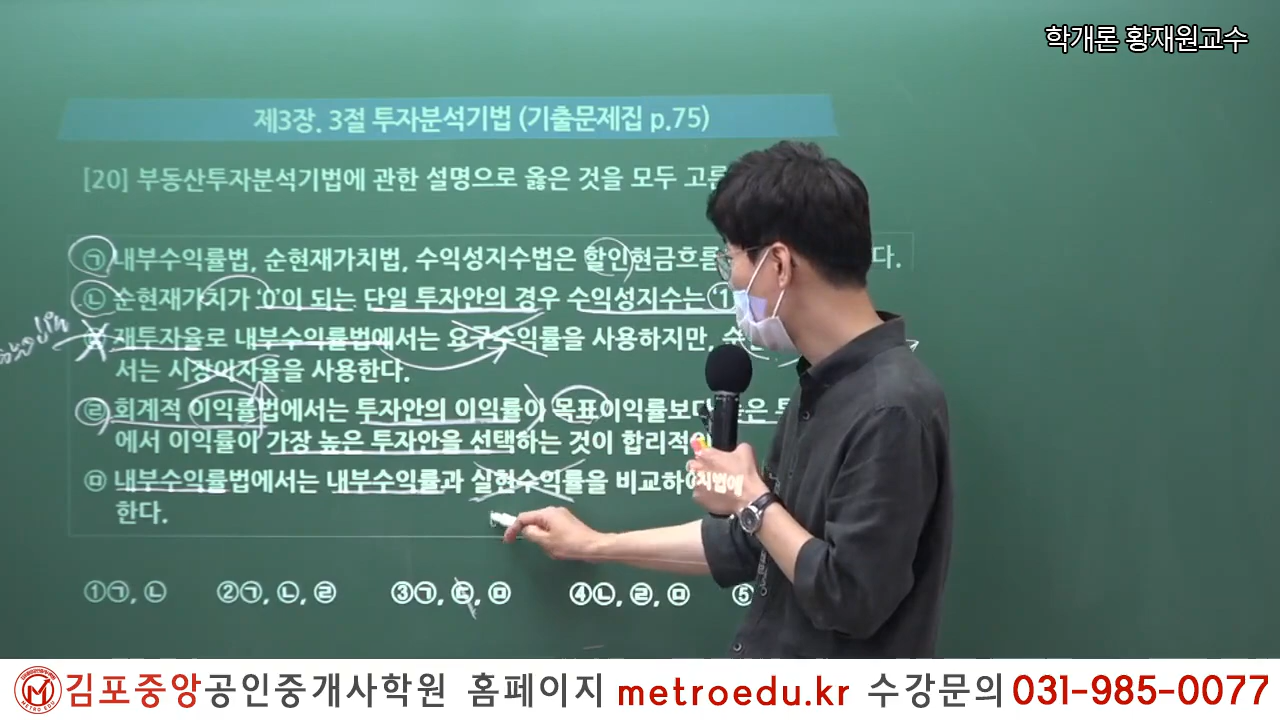 학개론 황재원교수
제3장. 3절 투자분석기법 (기출문제집 p.75)
[20] 부동산투자분석기법에 관한 설명으로 옳은 것을 모두 고른
㉠ 내부수익률법, 순현재가치법, 수익성지수법은 할인현금흐름 다.
㉡ 순현재가치가 '0'이 되는 단일 투자안의 경우 수익성지수는 '1
재투자율로 내부수익률법에서는 요구수익률을 사용하지만,
서는 시장이자율을 사용한다.
㉣ 회계적 이익률법에서는 투자안의 이익률이 목표이익률보다 높은
에서 이익률이 가장 높은 투자안을 선택하는 것이 합리적
㉤ 내부수익률법에서는 내부수익률과 실현수익률을 비교하여 치법에
한다.
①㉠, ㉡ ②㉠, ㉡, ㉣ ③㉠, ㉢, ㉤ ④㉡, ㉣, ㉤ ⑤
METRO EDU 김포중앙공인중개사학원 홈페이지 metroedu.kr 수강문의 031-985-0077